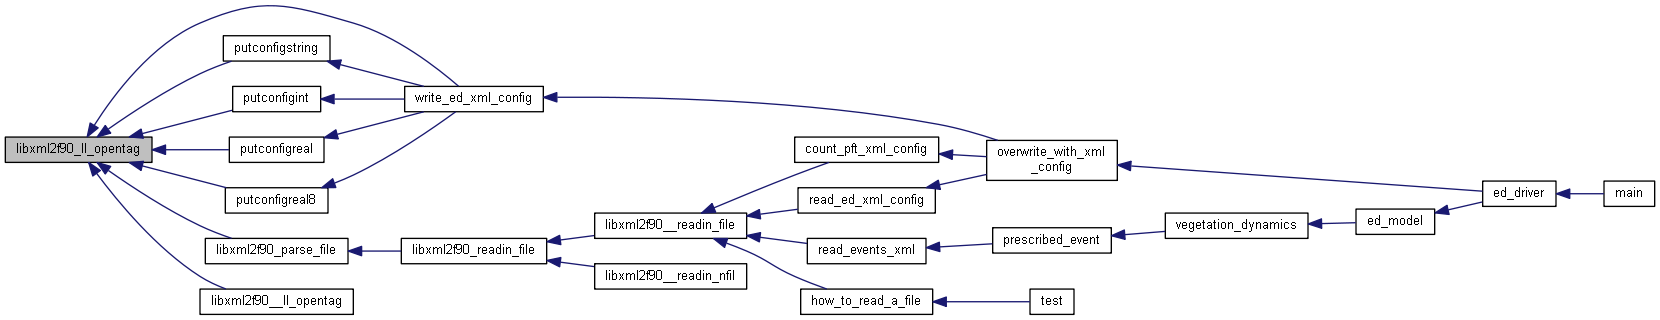 libxml2f90_ll_opentag
putconfigstring
putconfigint
putconfigreal
putconfigreal8
libxml2f90_parse_file
libxml2f90__ll_opentag
write_ed_xml_config
libxml2f90_readin_file
libxml2f90__readin_file
libxml2f90__readin_nfil
count_pft_xml_config
read_ed_xml_config
read_events_xml
how_to_read_a_file
overwrite_with_xml
_config
prescribed_event
test
vegetation_dynamics
ed_model
ed_driver
main